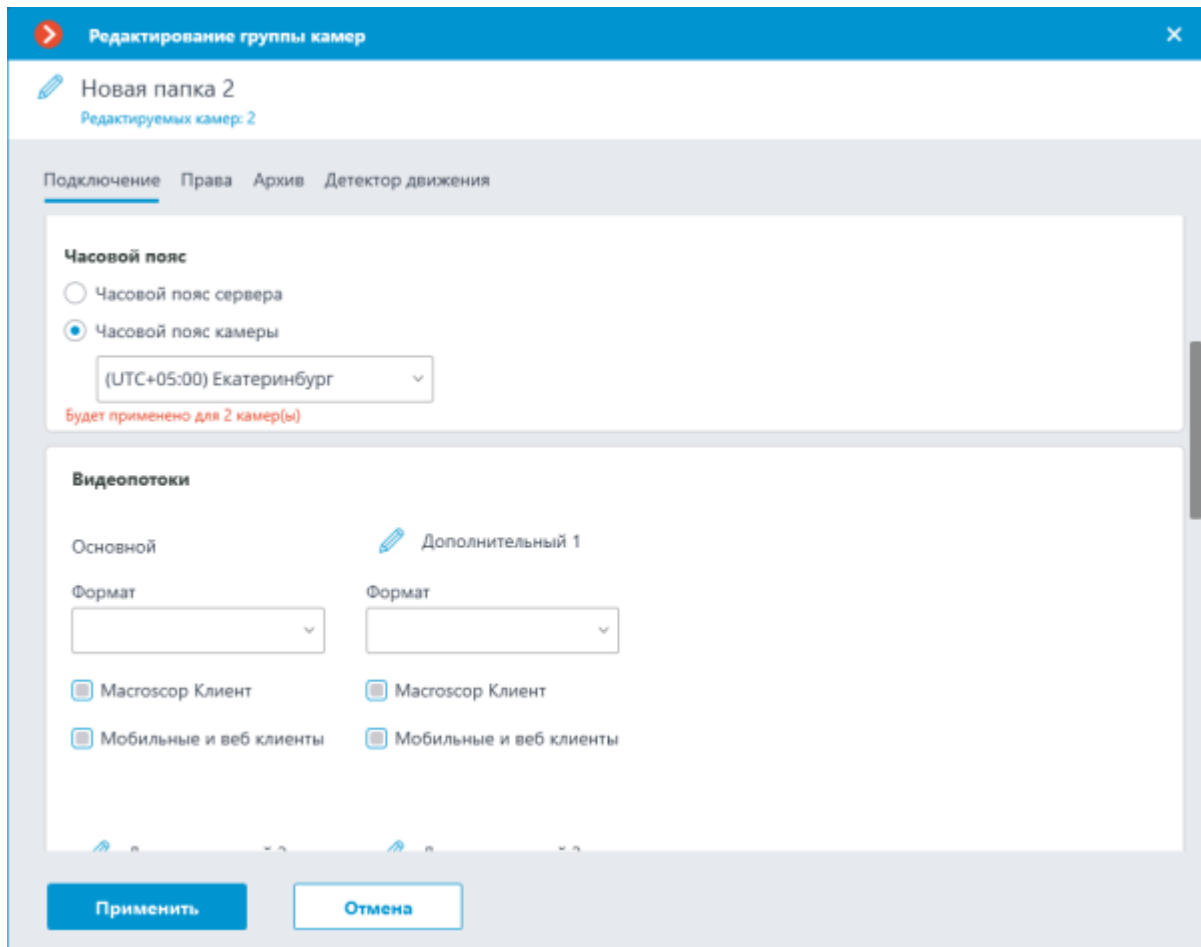 Редактирование группы камер
Новая папка 2
Редактируемых камер: 2
Подключение Права Архив Детектор движения
Часовой пояс
Часовой пояс сервера
Часовой пояс камеры
(UTC+05:00) Екатеринбург
Будет применено для 2 камер(ы)
Видеопотоки
Основной Дополнительный 1
Формат Формат
Macroscop Клиент Macroscop Клиент
Мобильные и веб клиенты Мобильные и веб клиенты
Применить Отмена